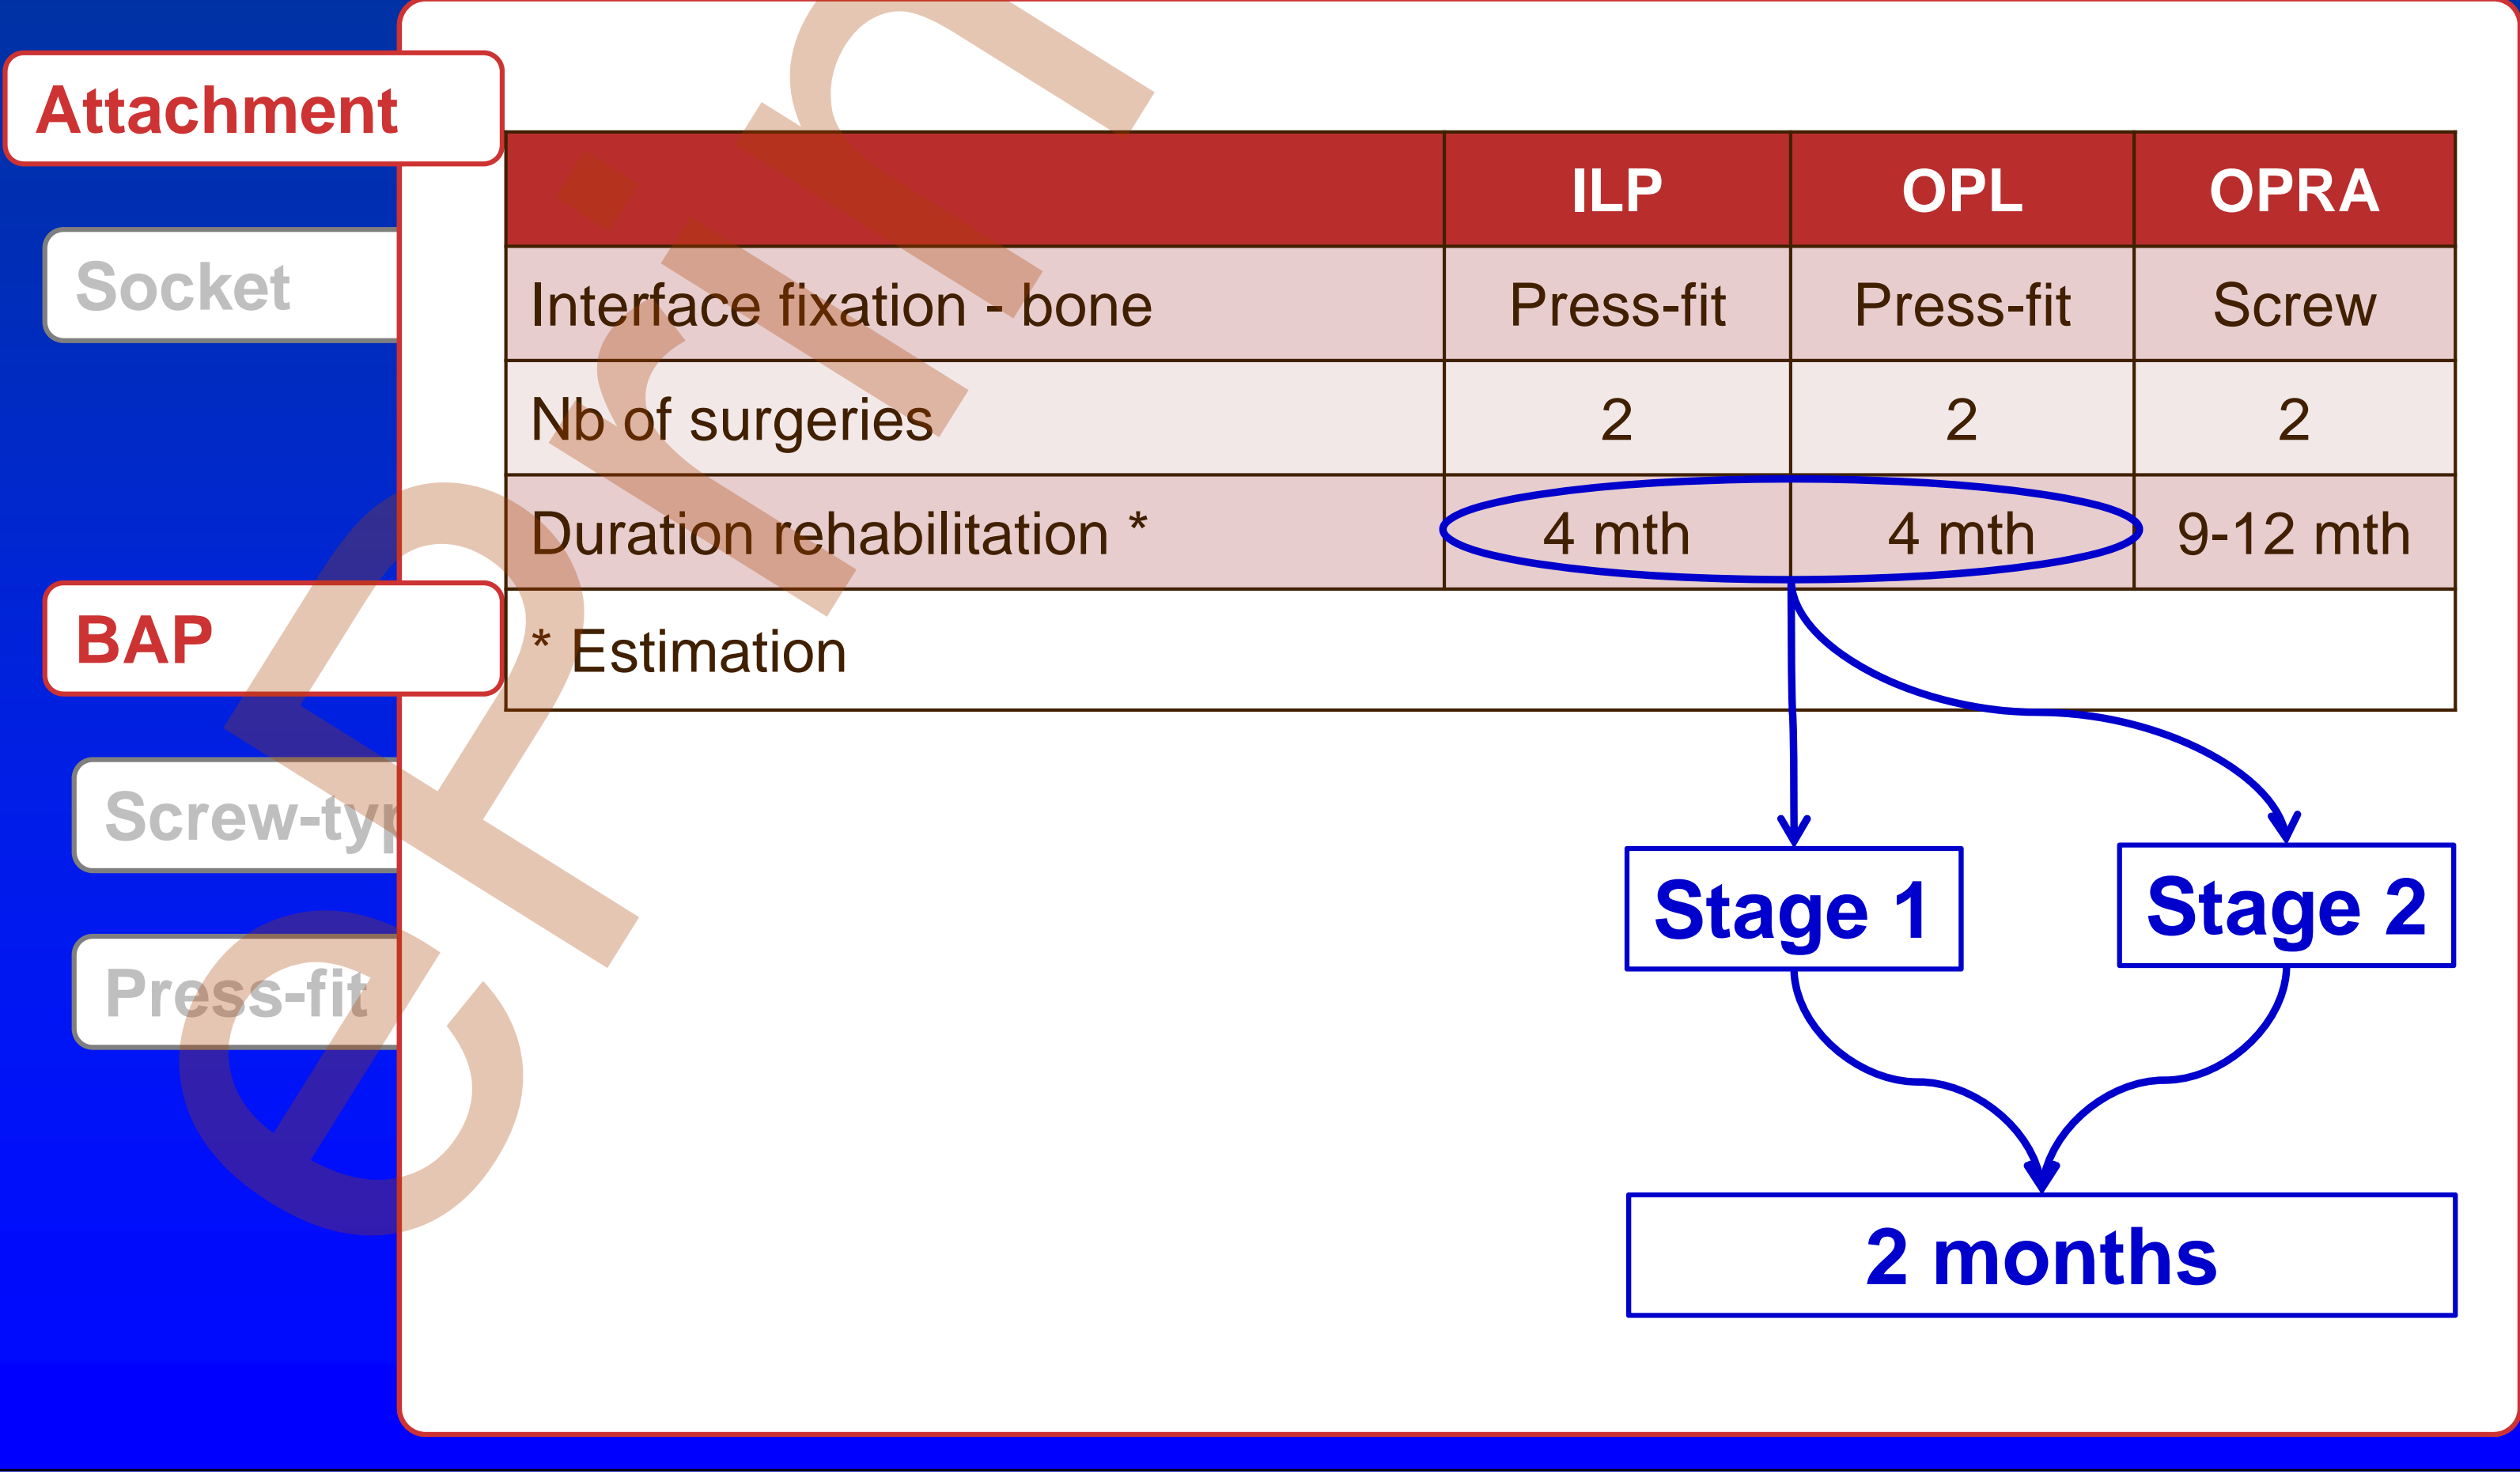 Attachment
Socket
BAP
Screw-typ
Press-fit
ILP OPL OPRA
Interface fixation - bone Press-fit Press-fit Screw
Nb of surgeries 2 2 2
Duration rehabilitation * 4 mth 4 mth 9-12 mth
* Estimation
Stage 1 Stage 2
2 months
ePrin